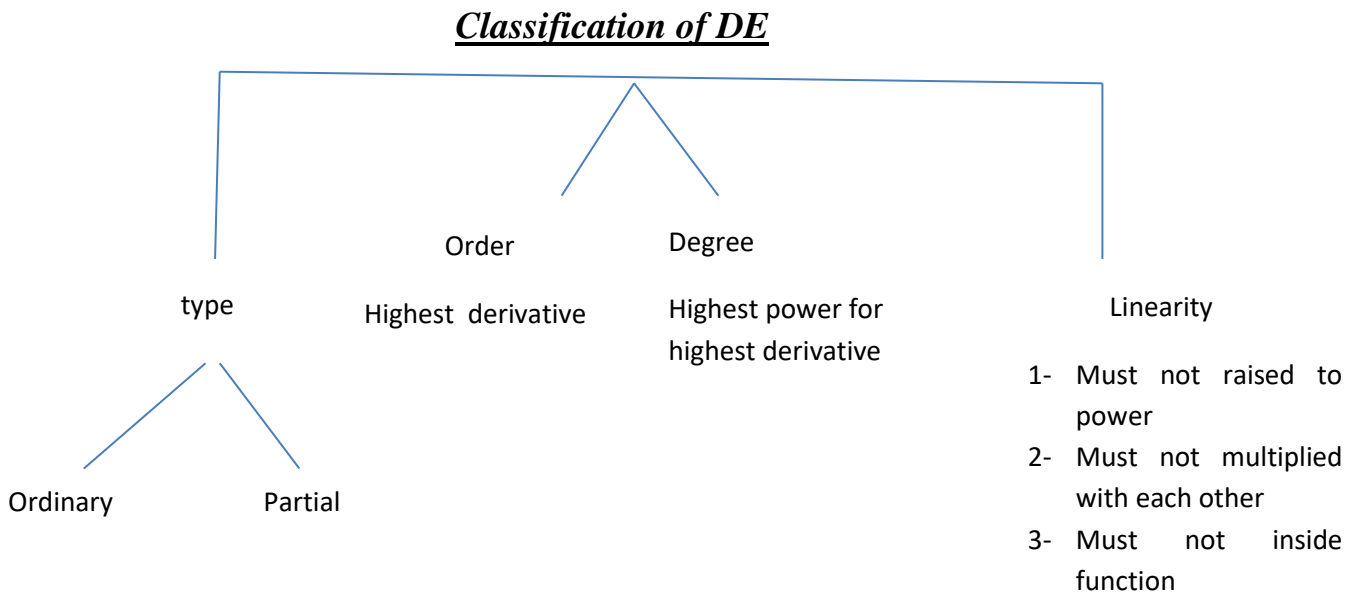 Classification of DE
type
Ordinary
Partial
Order
Highest derivative
Degree
Highest power for
highest derivative
Linearity
1- Must not raised to
power
2- Must not multiplied
with each other
3- Must not inside
function